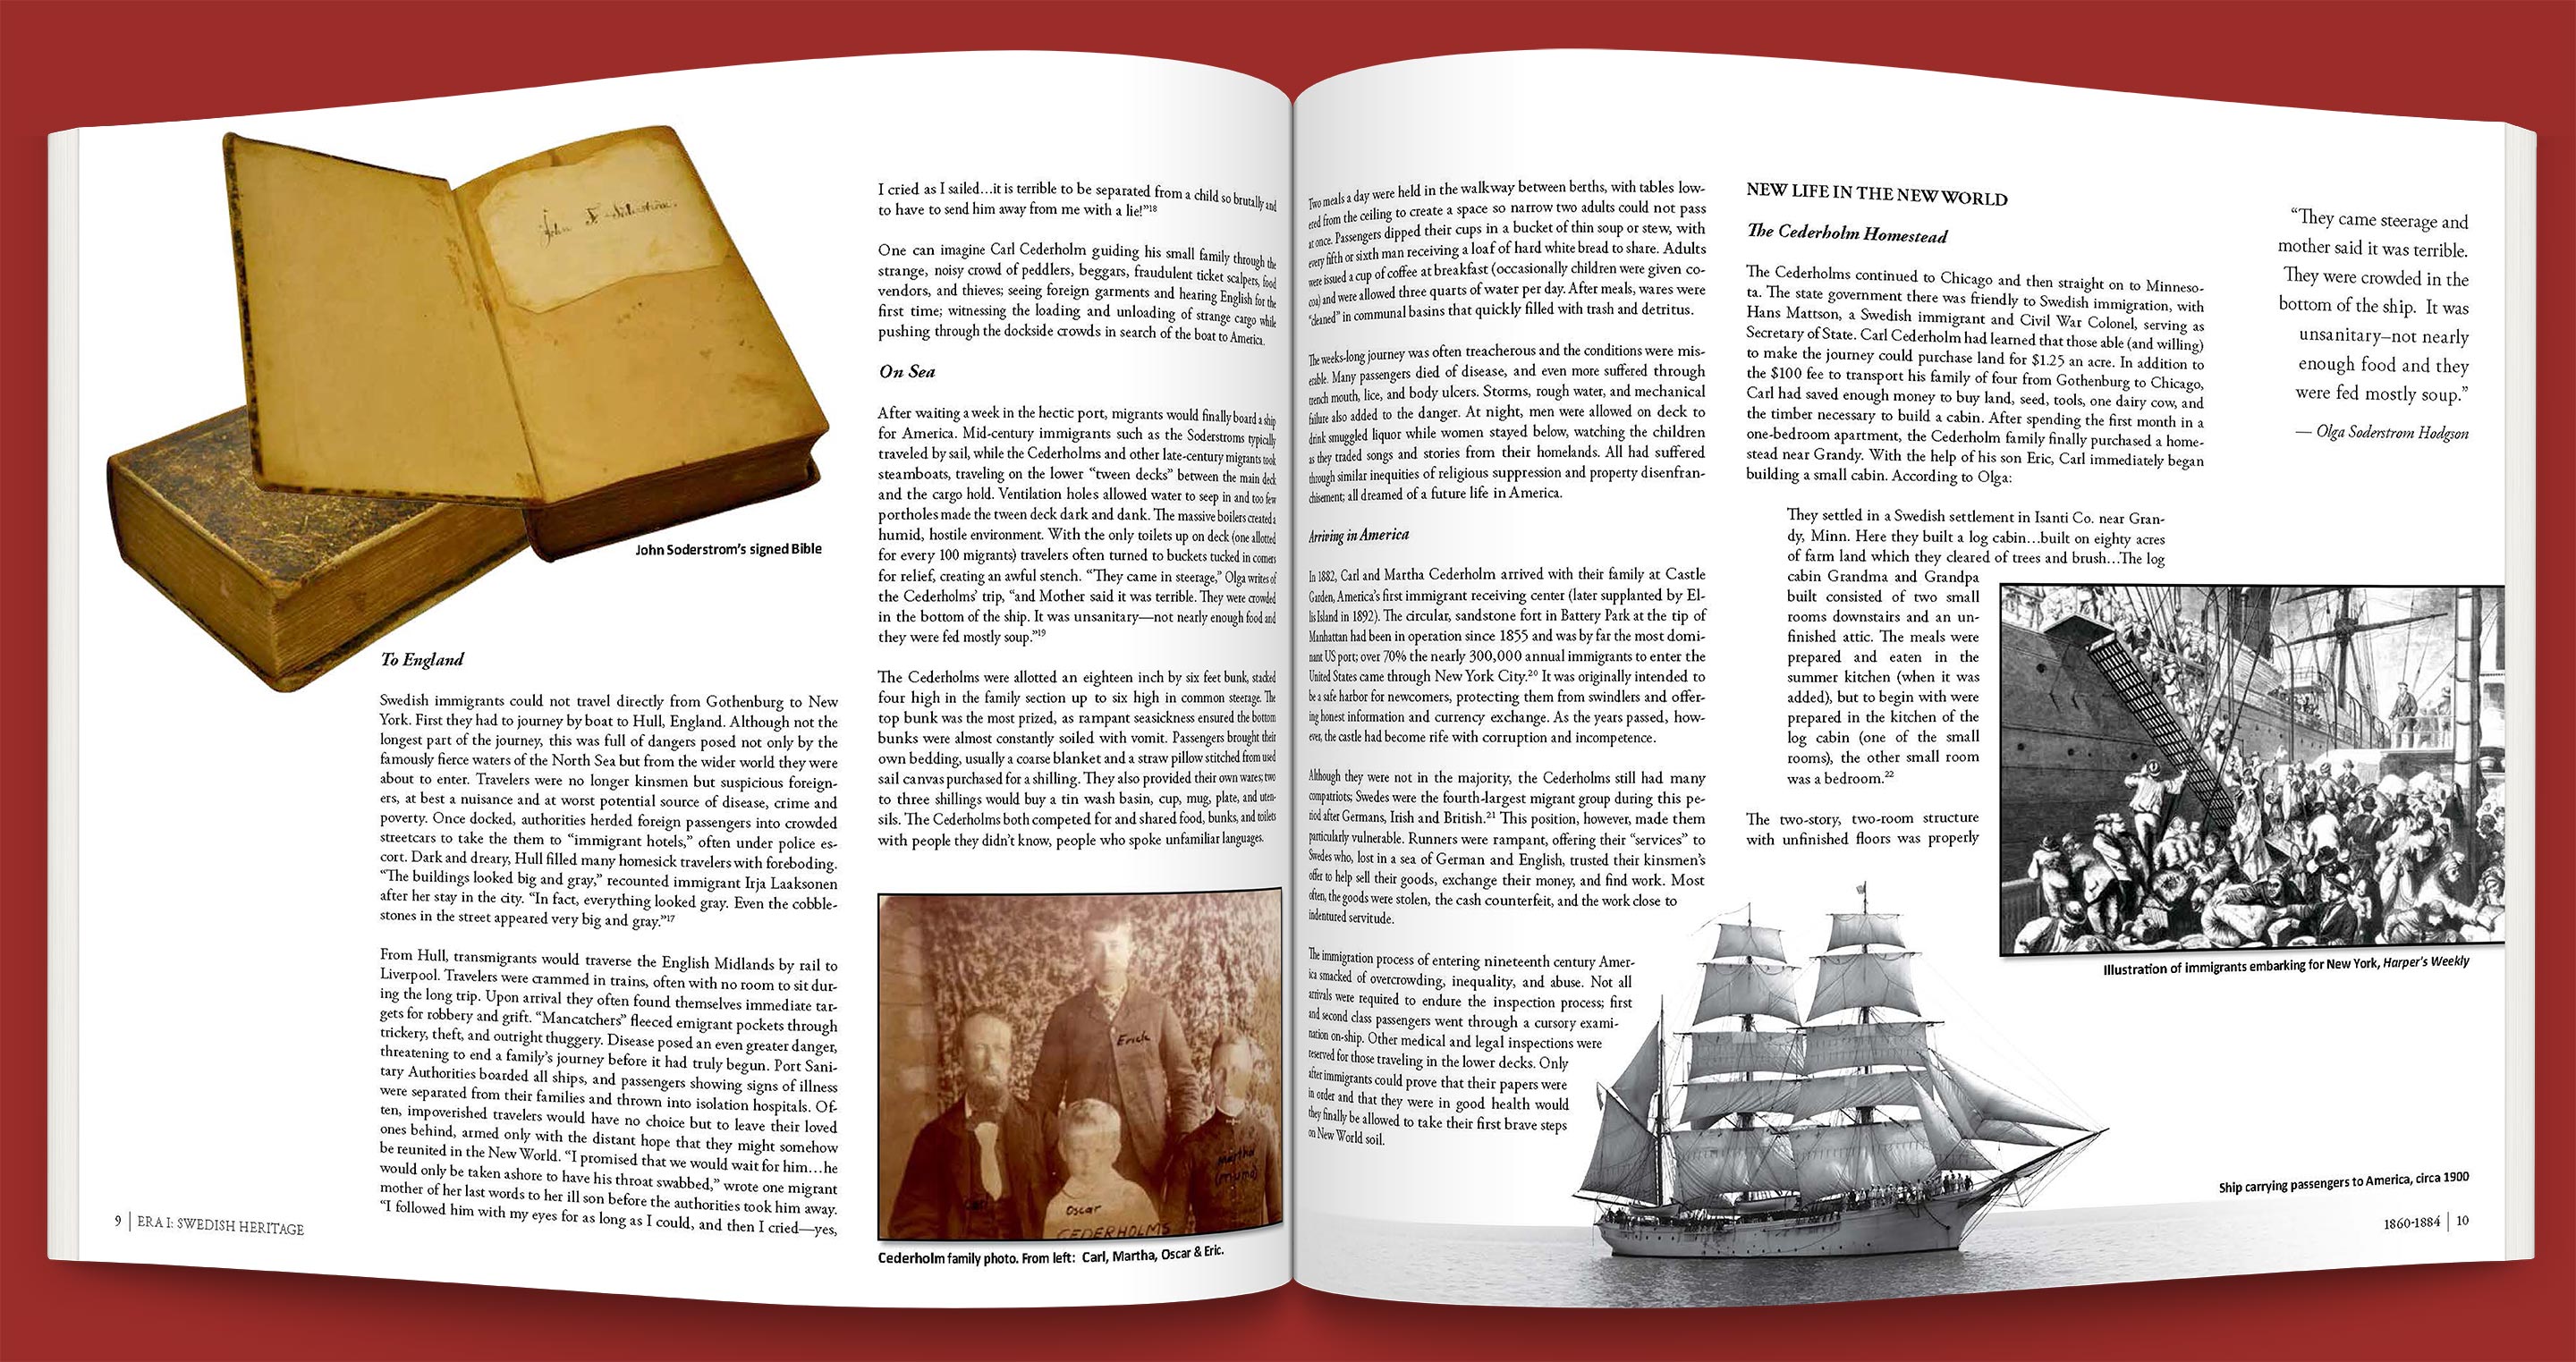 John F. Soderstrom.
John Soderstrom's signed Bible
To England
Swedish immigrants could not travel directly from Gothenburg to New
York. First they had to journey by boat to Hull, England. Although not the
longest part of the journey, this was full of dangers posed not only by the
famously fierce waters of the North Sea but from the wider world they were
about to enter. Travelers were no longer kinsmen but suspicious foreign-
ers, at best a nuisance and at worst potential source of disease, crime and
poverty. Once docked, authorities herded foreign passengers into crowded
streetcars to take the them to “immigrant hotels,” often under police es-
cort. Dark and dreary, Hull filled many homesick travelers with foreboding.
“The buildings looked big and gray,” recounted immigrant Irja Laaksonen
after her stay in the city. “In fact, everything looked gray. Even the cobble-
stones in the street appeared very big and gray.”17
From Hull, transmigrants would traverse the English Midlands by rail to
Liverpool. Travelers were crammed in trains, often with no room to sit dur-
ing the long trip. Upon arrival they often found themselves immediate tar-
gets for robbery and grift. “Mancatchers” fleeced emigrant pockets through
trickery, theft, and outright thuggery. Disease posed an even greater danger,
threatening to end a family's journey before it had truly begun. Port Sani-
tary Authorities boarded all ships, and passengers showing signs of illness
were separated from their families and thrown into isolation hospitals. Of-
ten, impoverished travelers would have no choice but to leave their loved
ones behind, armed only with the distant hope that they might somehow
be reunited in the New World. “I promised that we would wait for him…he
would only be taken ashore to have his throat swabbed,” wrote one migrant
mother of her last words to her ill son before the authorities took him away.
“I followed him with my eyes for as long as I could, and then I cried—yes,
9 | ERA I: SWEDISH HERITAGE
I cried as I sailed…it is terrible to be separated from a child so brutally and
to have to send him away from me with a lie!”18
One can imagine Carl Cederholm guiding his small family through the
strange, noisy crowd of peddlers, beggars, fraudulent ticket scalpers, food
vendors, and thieves; seeing foreign garments and hearing English for the
first time; witnessing the loading and unloading of strange cargo while
pushing through the dockside crowds in search of the boat to America.
On Sea
After waiting a week in the hectic port, migrants would finally board a ship
for America. Mid-century immigrants such as the Soderstroms typically
traveled by sail, while the Cederholms and other late-century migrants took
steamboats, traveling on the lower “tween decks” between the main deck
and the cargo hold. Ventilation holes allowed water to seep in and too few
portholes made the tween deck dark and dank. The massive boilers created a
humid, hostile environment. With the only toilets up on deck (one allotted
for every 100 migrants) travelers often turned to buckets tucked in corners
for relief, creating an awful stench. “They came in steerage,” Olga writes of
the Cederholms' trip, “and Mother said it was terrible. They were crowded
in the bottom of the ship. It was unsanitary—not nearly enough food and
they were fed mostly soup.”19
The Cederholms were allotted an eighteen inch by six feet bunk, stacked
four high in the family section up to six high in common steerage. The
top bunk was the most prized, as rampant seasickness ensured the bottom
bunks were almost constantly soiled with vomit. Passengers brought their
own bedding, usually a coarse blanket and a straw pillow stitched from used
sail canvas purchased for a shilling. They also provided their own wares; two
to three shillings would buy a tin wash basin, cup, mug, plate, and uten-
sils. The Cederholms both competed for and shared food, bunks, and toilets
with people they didn't know, people who spoke unfamiliar languages.
Erick
Martha
(muma)
Carl
Oscar
CEDERHOLMS
Cederholm family photo. From left: Carl, Martha, Oscar & Eric.
Two meals a day were held in the walkway between berths, with tables low-
ered from the ceiling to create a space so narrow two adults could not pass
at once. Passengers dipped their cups in a bucket of thin soup or stew, with
every fifth or sixth man receiving a loaf of hard white bread to share. Adults
were issued a cup of coffee at breakfast (occasionally children were given co-
coa) and were allowed three quarts of water per day. After meals, wares were
“cleaned” in communal basins that quickly filled with trash and detritus.
The weeks-long journey was often treacherous and the conditions were mis-
erable. Many passengers died of disease, and even more suffered through
trench mouth, lice, and body ulcers. Storms, rough water, and mechanical
failure also added to the danger. At night, men were allowed on deck to
drink smuggled liquor while women stayed below, watching the children
as they traded songs and stories from their homelands. All had suffered
through similar inequities of religious suppression and property disenfran-
chisement; all dreamed of a future life in America.
Arriving in America
In 1882, Carl and Martha Cederholm arrived with their family at Castle
Garden, America's first immigrant receiving center (later supplanted by El-
lis Island in 1892). The circular, sandstone fort in Battery Park at the tip of
Manhattan had been in operation since 1855 and was by far the most domi-
nant US port; over 70% the nearly 300,000 annual immigrants to enter the
United States came through New York City.20 It was originally intended to
be a safe harbor for newcomers, protecting them from swindlers and offer-
ing honest information and currency exchange. As the years passed, how-
ever, the castle had become rife with corruption and incompetence.
Although they were not in the majority, the Cederholms still had many
compatriots; Swedes were the fourth-largest migrant group during this pe-
riod after Germans, Irish and British.21 This position, however, made them
particularly vulnerable. Runners were rampant, offering their “services” to
Swedes who, lost in a sea of German and English, trusted their kinsmen's
offer to help sell their goods, exchange their money, and find work. Most
often, the goods were stolen, the cash counterfeit, and the work close to
indentured servitude.
The immigration process of entering nineteenth century Amer-
ica smacked of overcrowding, inequality, and abuse. Not all
arrivals were required to endure the inspection process; first
and second class passengers went through a cursory exami-
nation on-ship. Other medical and legal inspections were
reserved for those traveling in the lower decks. Only
after immigrants could prove that their papers were
in order and that they were in good health would
they finally be allowed to take their first brave steps
on New World soil.
NEW LIFE IN THE NEW WORLD
The Cederholm Homestead
The Cederholms continued to Chicago and then straight on to Minneso-
ta. The state government there was friendly to Swedish immigration, with
Hans Mattson, a Swedish immigrant and Civil War Colonel, serving as
Secretary of State. Carl Cederholm had learned that those able (and willing)
to make the journey could purchase land for $1.25 an acre. In addition to
the $100 fee to transport his family of four from Gothenburg to Chicago,
Carl had saved enough money to buy land, seed, tools, one dairy cow, and
the timber necessary to build a cabin. After spending the first month in a
one-bedroom apartment, the Cederholm family finally purchased a home-
stead near Grandy. With the help of his son Eric, Carl immediately began
building a small cabin. According to Olga:
They settled in a Swedish settlement in Isanti Co. near Gran-
dy, Minn. Here they built a log cabin…built on eighty acres
of farm land which they cleared of trees and brush…The log
cabin Grandma and Grandpa
built consisted of two small
rooms downstairs and an un-
finished attic. The meals were
prepared and eaten in the
summer kitchen (when it was
added), but to begin with were
prepared in the kitchen of the
log cabin (one of the small
rooms), the other small room
was a bedroom.22
The two-story, two-room structure
with unfinished floors was properly
“They came steerage and
mother said it was terrible.
They were crowded in the
bottom of the ship. It was
unsanitary–not nearly
enough food and they
were fed mostly soup.”
— Olga Soderstrom Hodgson
Illustration of immigrants embarking for New York, Harper's Weekly
Ship carrying passengers to America, circa 1900
1860-1884 | 10